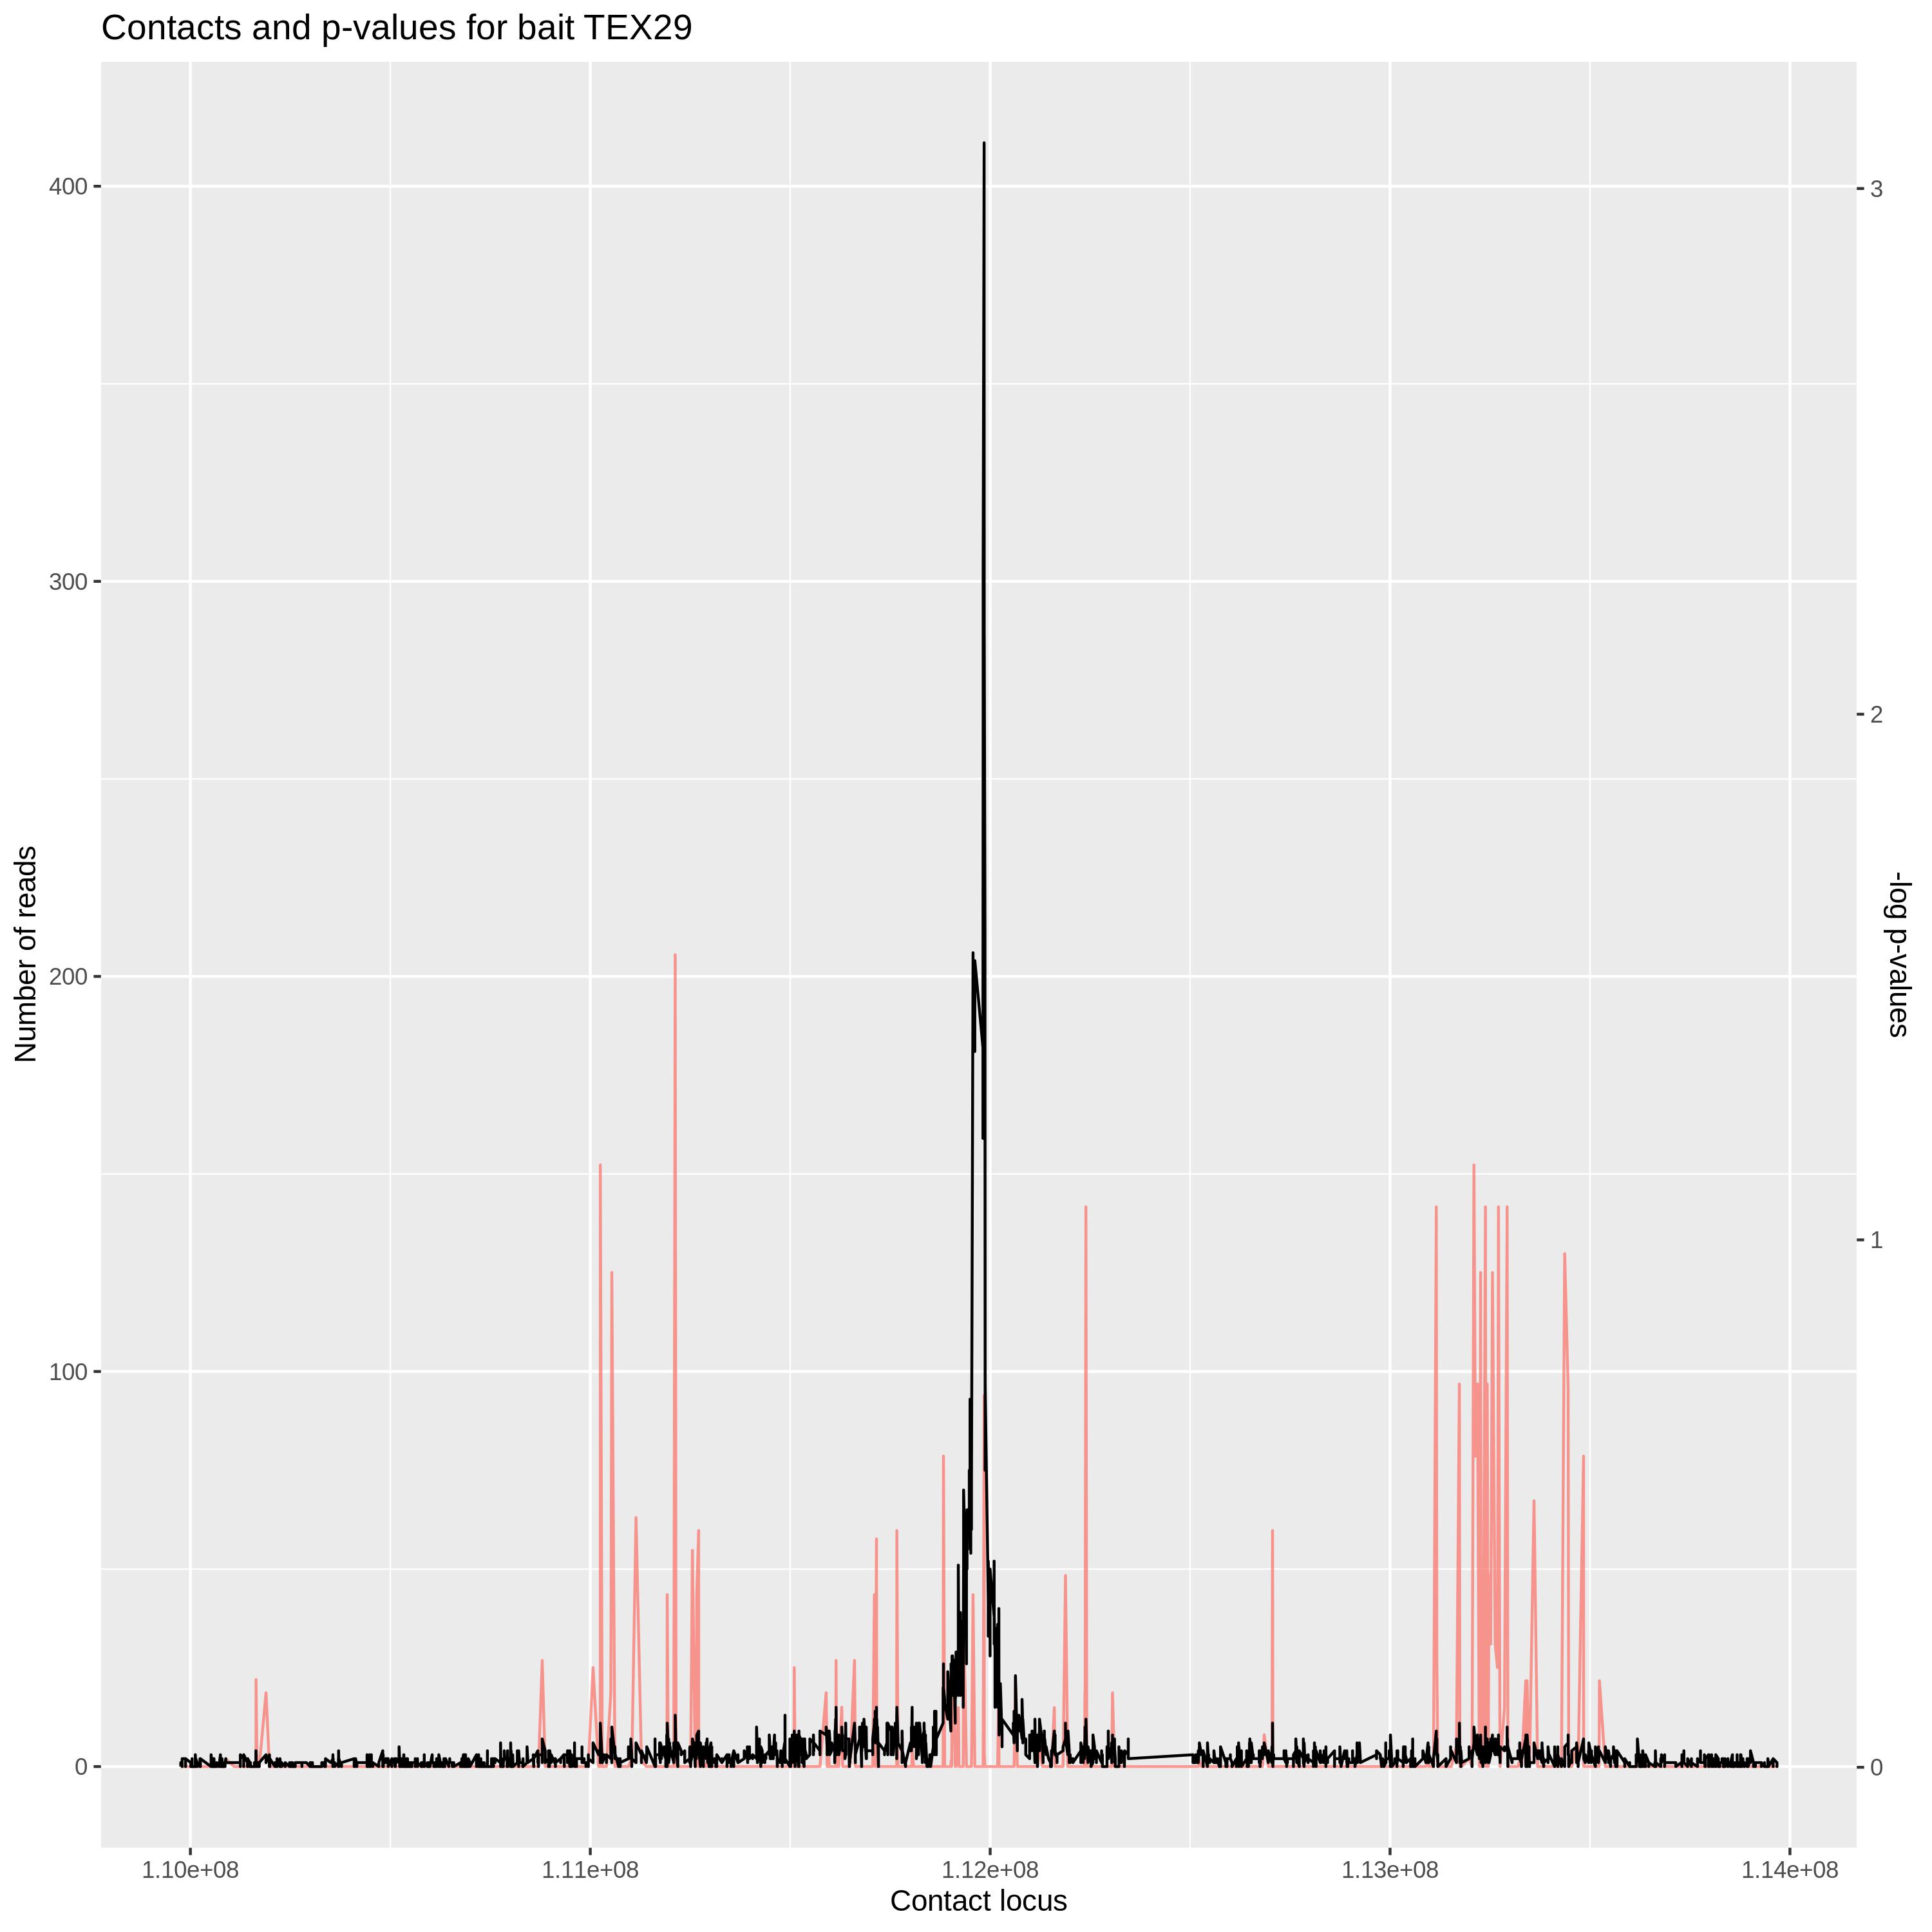 Contacts and p-values for bait TEX29
400
300
200
100
0
Number of reads
3
2
1
0
-log p-values
1.10e+08
1.11e+08
1.12e+08
1.13e+08
1.14e+08
Contact locus